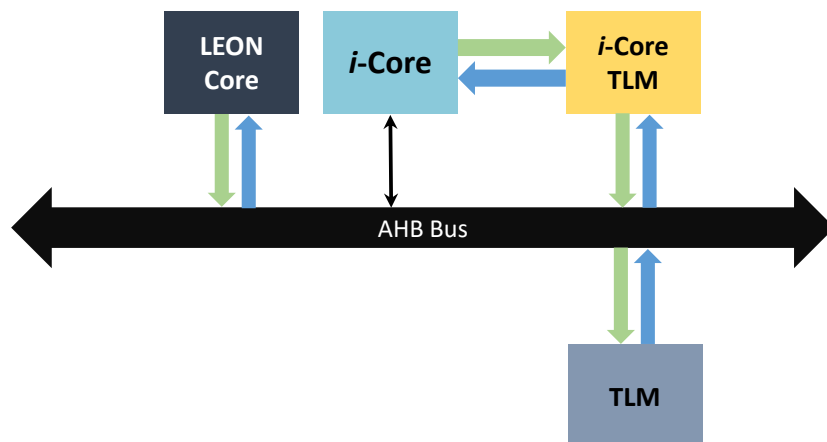 LEON
Core
i-Core
i-Core
TLM
AHB Bus
TLM